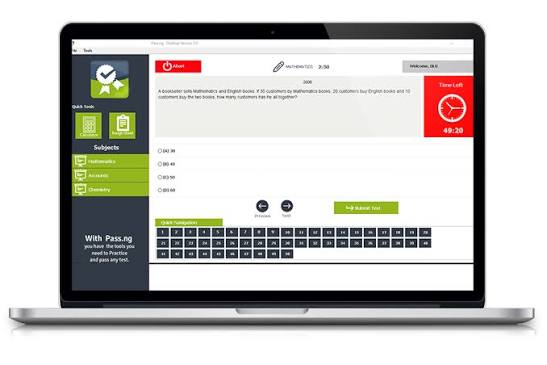 Pass.ng Desktop Version 3.0
File Tools
Abort
MATHEMATICS 2/50
Welcome, OLU
2008
A bookseller sells Mathematics and English books. If 30 customers by Mathematics books, 20 customers buy English books and 10
customers buy the two books, how many customers has he all together?
Time Left
49:20
Quick Tools
Calculator
Rough Sheet
Subjects
Mathematics
Accounts
Chemistry
(A) 30
(B) 40
(C) 50
(D) 60
Previous
Next
Submit Test
Quick Navigation
1 2 3 4 5 6 7 8 9 10 11 12 13 14 15 16 17 18 19 20
21 22 23 24 25 26 27 28 29 30 31 32 33 34 35 36 37 38 39 40
41 42 43 44 45 46 47 48 49 50
With Pass.ng
you have the tools you
need to Practice
and pass any test.